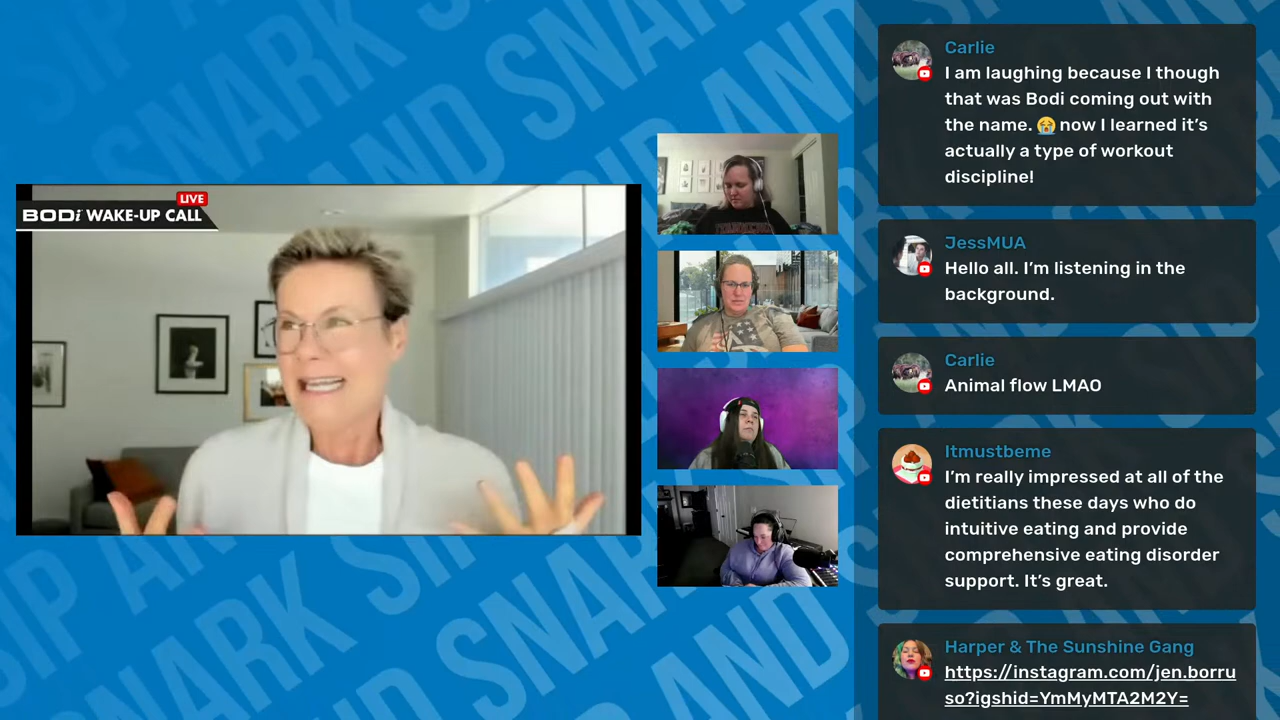 LIVE
BODi WAKE-UP CALL
SIP AND SNARK
Carlie
I am laughing because I though
that was Bodi coming out with
the name. 😭 now I learned it’s
actually a type of workout
discipline!
JessMUA
Hello all. I’m listening in the
background.
Carlie
Animal flow LMAO
Itmustbeme
I’m really impressed at all of the
dietitians these days who do
intuitive eating and provide
comprehensive eating disorder
support. It’s great.
Harper & The Sunshine Gang
https://instagram.com/jen.borru
so?igshid=YmMyMTA2M2Y=